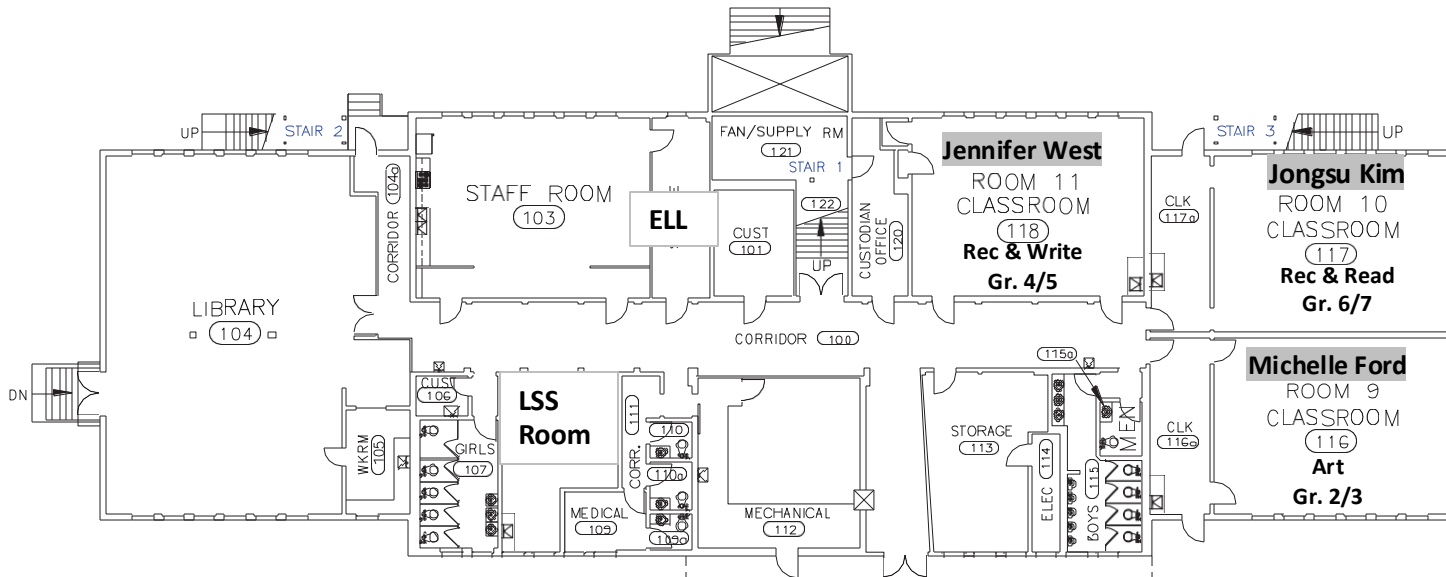 UP
STAIR 2
FAN/SUPPLY RM
121
STAIR 1
122
UP
Jennifer West
ROOM 11
CLASSROOM
118
Rec & Write
Gr. 4/5
STAIR 3
UP
Jongsu Kim
ROOM 10
CLASSROOM
117
Rec & Read
Gr. 6/7
CLK
117a
CORRIDOR 104a
STAFF ROOM
103
ELL
CUST
101
CUSTODIAN
OFFICE
120
LIBRARY
104
CORRIDOR 100
115a
DN
CUST
106
LSS
Room
CORR. 111
110
110a
GIRLS
107
WKRM
105
MEDICAL
109
109a
MECHANICAL
112
STORAGE
113
ELEC 114
MEN
BOYS 115
CLK
116a
Michelle Ford
ROOM 9
CLASSROOM
116
Art
Gr. 2/3